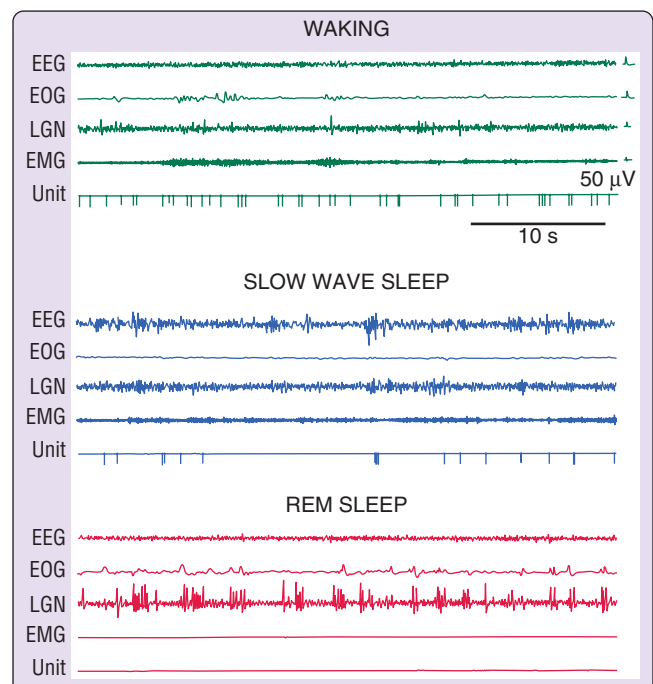 WAKING
EEG
EOG
LGN
EMG
50 μV
Unit
10 s
SLOW WAVE SLEEP
EEG
EOG
LGN
EMG
Unit
REM SLEEP
EEG
EOG
LGN
EMG
Unit